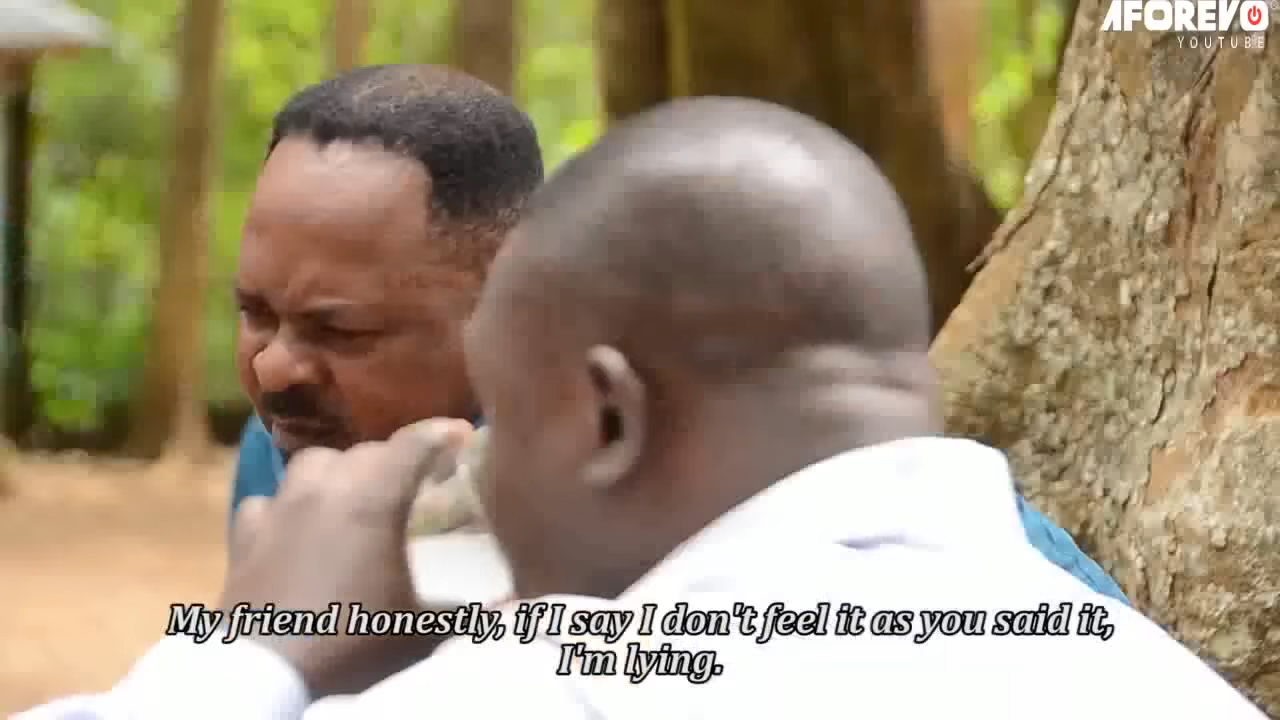 AFOREVO
YOUTUBE
My friend honestly, if I say I don't feel it as you said it,
I'm lying.